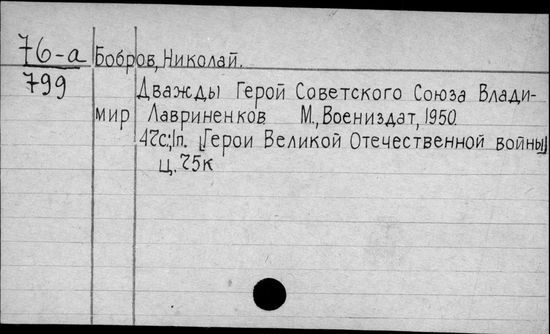 76-а
799
Бобров, Николай.
Дважды Герой Советского Союза Влади-
мир Лавриненков М., Воениздат, 1950.
47с.; 1п. [Герои Великой Отечественной войны]
ц. 75к